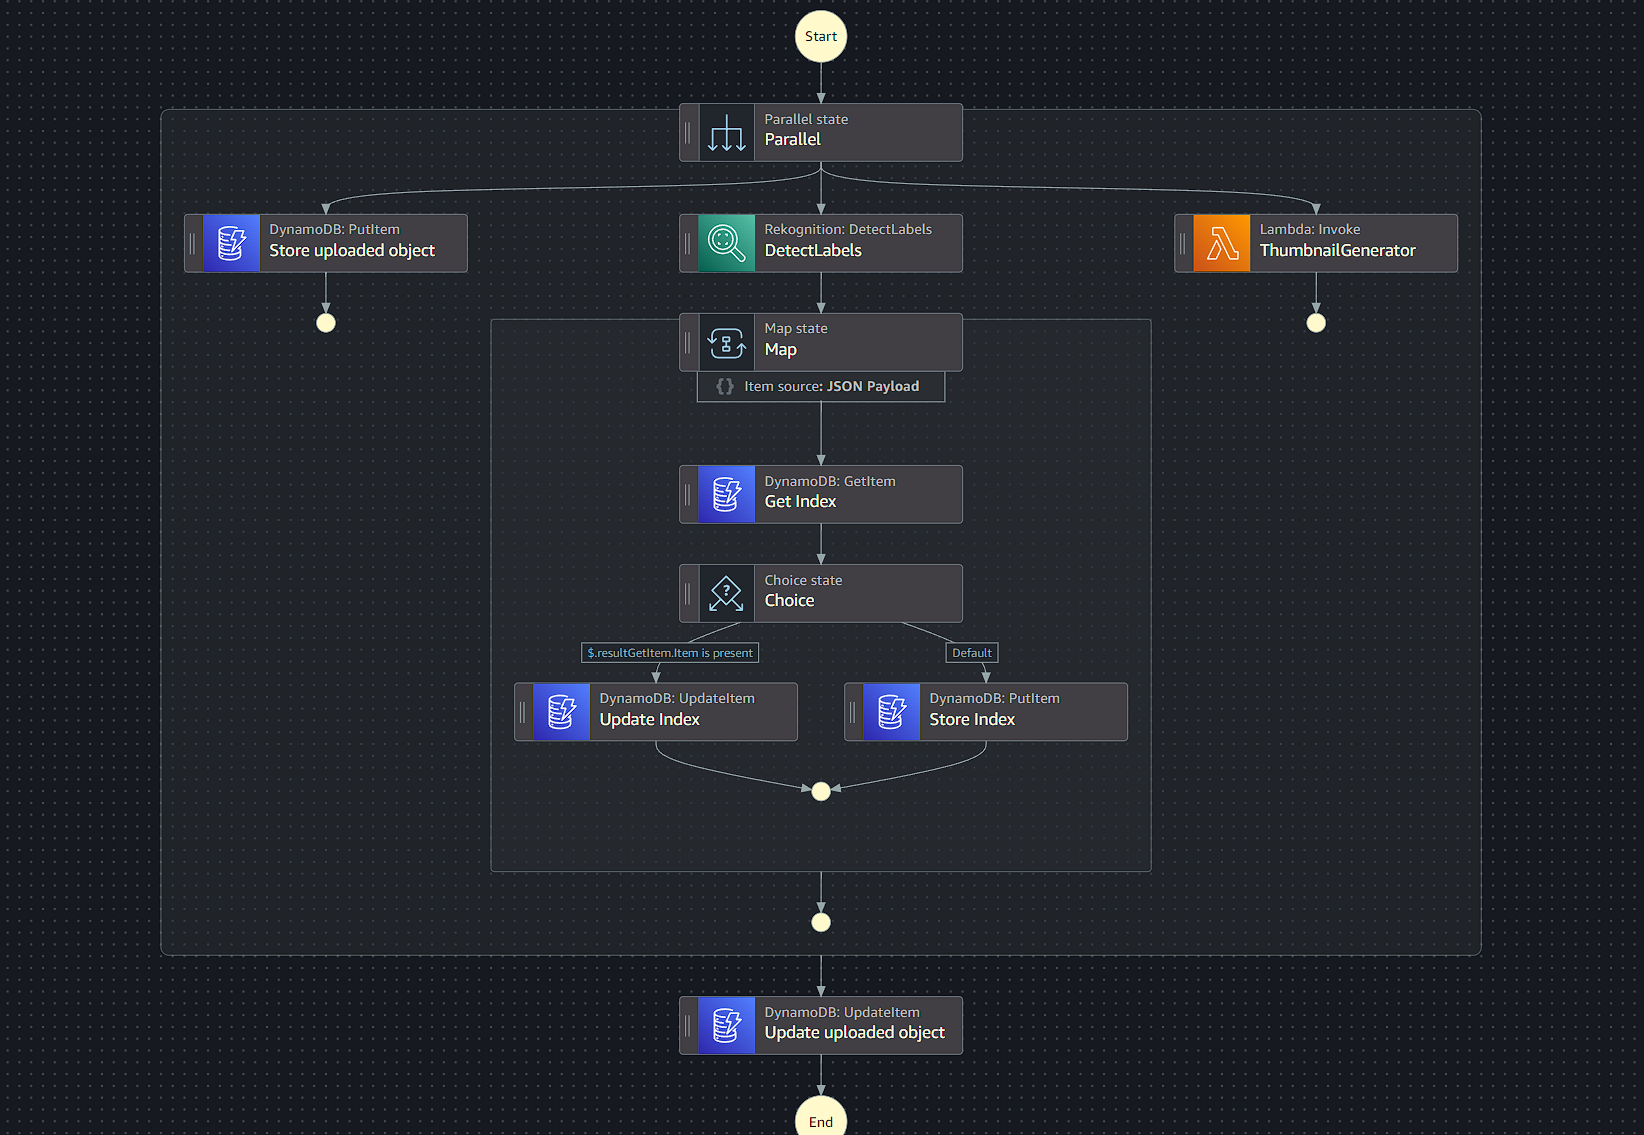 Start
Parallel state
Parallel
DynamoDB: PutItem
Store uploaded object
Rekognition: DetectLabels
DetectLabels
Lambda: Invoke
ThumbnailGenerator
Map state
Map
{} Item source: JSON Payload
DynamoDB: GetItem
Get Index
?
Choice state
Choice
$.resultGetItem.Item is present
Default
DynamoDB: UpdateItem
Update Index
DynamoDB: PutItem
Store Index
DynamoDB: UpdateItem
Update uploaded object
End